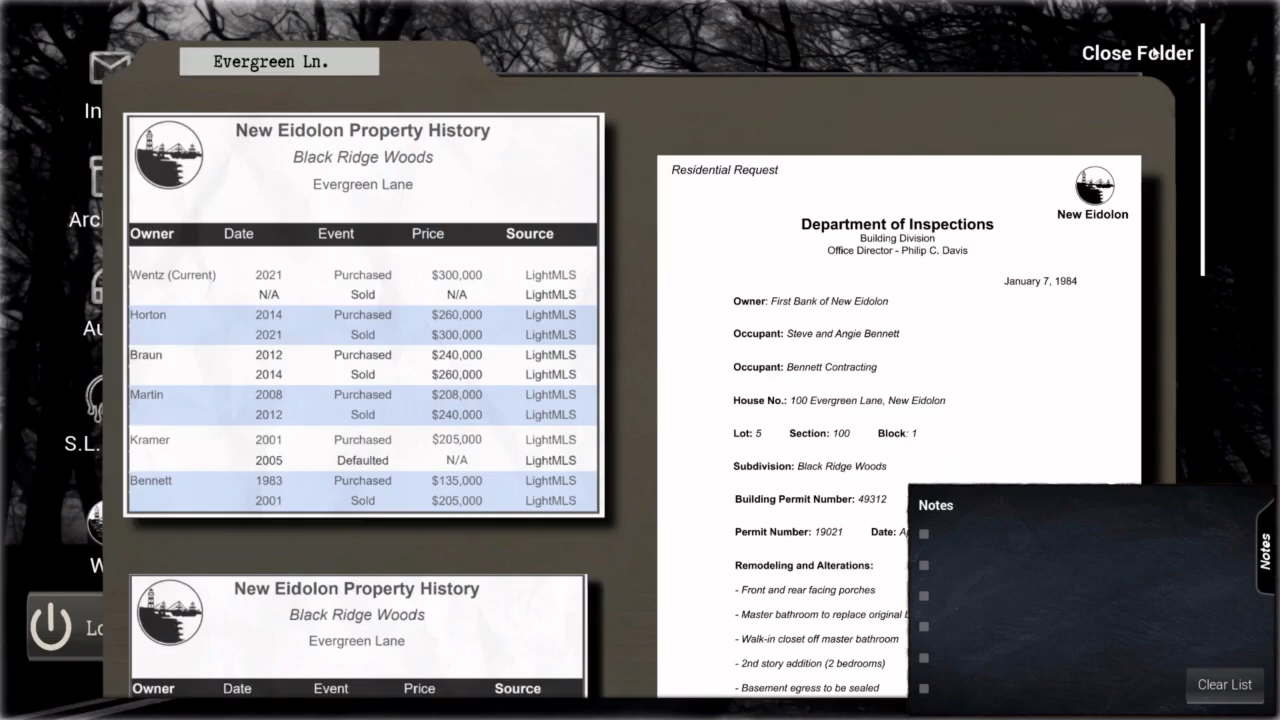 Evergreen Ln.
Close Folder
In
Arc
Au
S.L.
W
New Eidolon Property History
Black Ridge Woods
Evergreen Lane
Owner Date Event Price Source
Wentz (Current) 2021 Purchased $300,000 LightMLS
N/A Sold N/A LightMLS
Horton 2014 Purchased $260,000 LightMLS
2021 Sold $300,000 LightMLS
Braun 2012 Purchased $240,000 LightMLS
2014 Sold $260,000 LightMLS
Martin 2008 Purchased $208,000 LightMLS
2012 Sold $240,000 LightMLS
Kramer 2001 Purchased $205,000 LightMLS
2005 Defaulted N/A LightMLS
Bennett 1983 Purchased $135,000 LightMLS
2001 Sold $205,000 LightMLS
New Eidolon Property History
Black Ridge Woods
Evergreen Lane
Owner Date Event Price Source
Residential Request
New Eidolon
Department of Inspections
Building Division
Office Director - Philip C. Davis
January 7, 1984
Owner: First Bank of New Eidolon
Occupant: Steve and Angie Bennett
Occupant: Bennett Contracting
House No.: 100 Evergreen Lane, New Eidolon
Lot: 5 Section: 100 Block: 1
Subdivision: Black Ridge Woods
Building Permit Number: 49312
Permit Number: 19021 Date:
Remodeling and Alterations:
- Front and rear facing porches
- Master bathroom to replace original
- Walk-in closet off master bathroom
- 2nd story addition (2 bedrooms)
- Basement egress to be sealed
Notes
Notes
Clear List